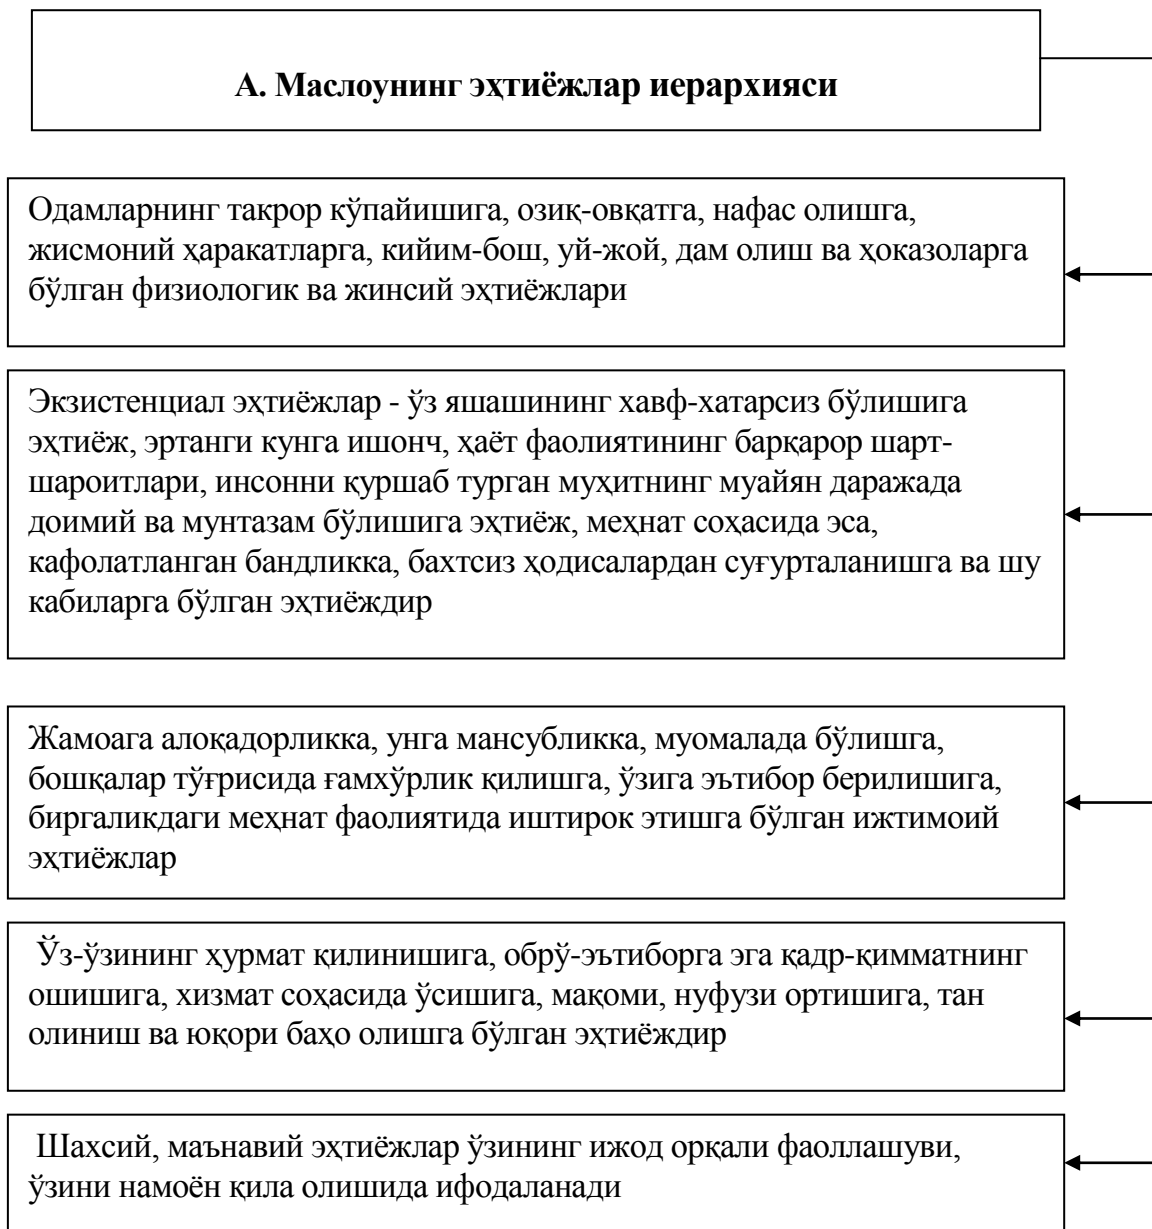 А. Маслоунинг эҳтиёжлар иерархияси
Одамларнинг такрор кўпайишига, озиқ-овқатга, нафас олишга,
жисмоний ҳаракатларга, кийим-бош, уй-жой, дам олиш ва ҳоказоларга
бўлган физиологик ва жинсий эҳтиёжлари
Экзистенциал эҳтиёжлар - ўз яшашининг хавф-хатарсиз бўлишига
эҳтиёж, эртанги кунга ишонч, ҳаёт фаолиятининг барқарор шарт-
шароитлари, инсонни қуршаб турган муҳитнинг муайян даражада
доимий ва мунтазам бўлишига эҳтиёж, меҳнат соҳасида эса,
кафолатланган бандликка, бахтсиз ҳодисалардан суғурталанишга ва шу
кабиларга бўлган эҳтиёждир
Жамоага алоқадорликка, унга мансубликка, муомалада бўлишга,
бошқалар тўғрисида ғамхўрлик қилишга, ўзига эътибор берилишига,
биргаликдаги меҳнат фаолиятида иштирок этишга бўлган ижтимоий
эҳтиёжлар
Ўз-ўзининг ҳурмат қилинишига, обрў-эътиборга эга қадр-қимматнинг
ошишига, хизмат соҳасида ўсишига, мақоми, нуфузи ортишига, тан
олиниш ва юқори баҳо олишга бўлган эҳтиёждир
Шахсий, маънавий эҳтиёжлар ўзининг ижод орқали фаоллашуви,
ўзини намоён қила олишида ифодаланади